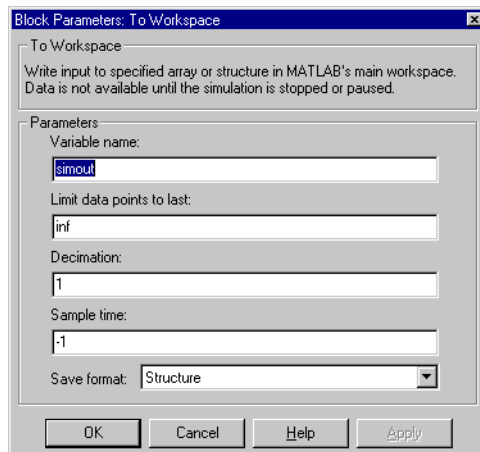 Block Parameters: To Workspace
To Workspace
Write input to specified array or structure in MATLAB's main workspace.
Data is not available until the simulation is stopped or paused.
Parameters
Variable name:
simout
Limit data points to last:
inf
Decimation:
1
Sample time:
-1
Save format: Structure
OK Cancel Help Apply